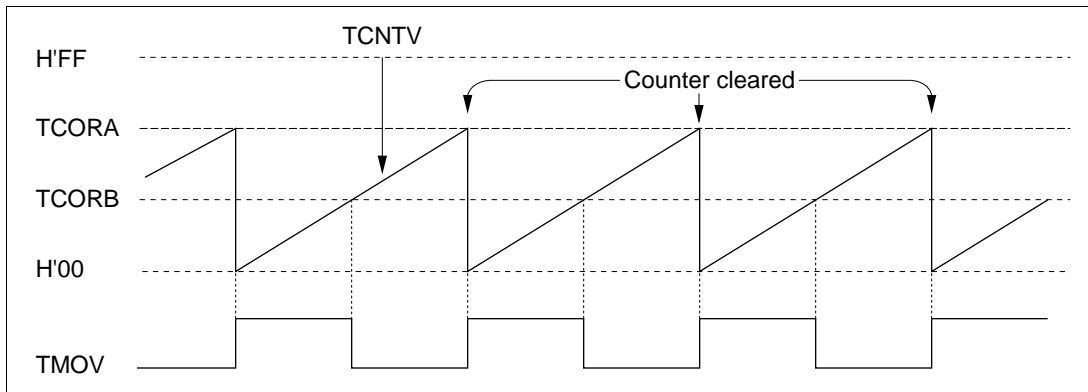 TCNTV
H'FF
Counter cleared
TCORA
TCORB
H'00
TMOV